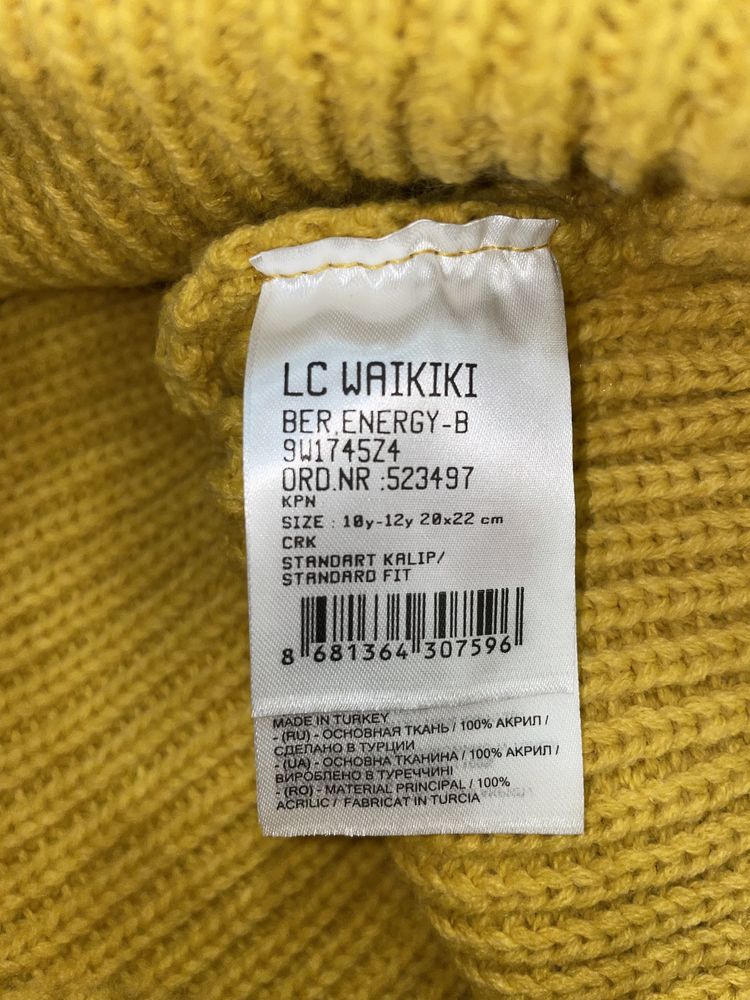 LC WAIKIKI
BER.ENERGY-B
9W1745Z4
ORD.NR :523497
KPN
SIZE : 10y-12y 20x22 cm
CRK
STANDART KALIP/
STANDARD FIT
8 681364 307596
MADE IN TURKEY
- (RU) - ОСНОВНАЯ ТКАНЬ / 100% АКРИЛ /
СДЕЛАНО В ТУРЦИИ
- (UA) - ОСНОВНА ТКАНИНА / 100% АКРИЛ /
ВИРОБЛЕНО В ТУРЕЧЧИНІ
- (RO) - MATERIAL PRINCIPAL / 100%
ACRILIC / FABRICAT IN TURCIA